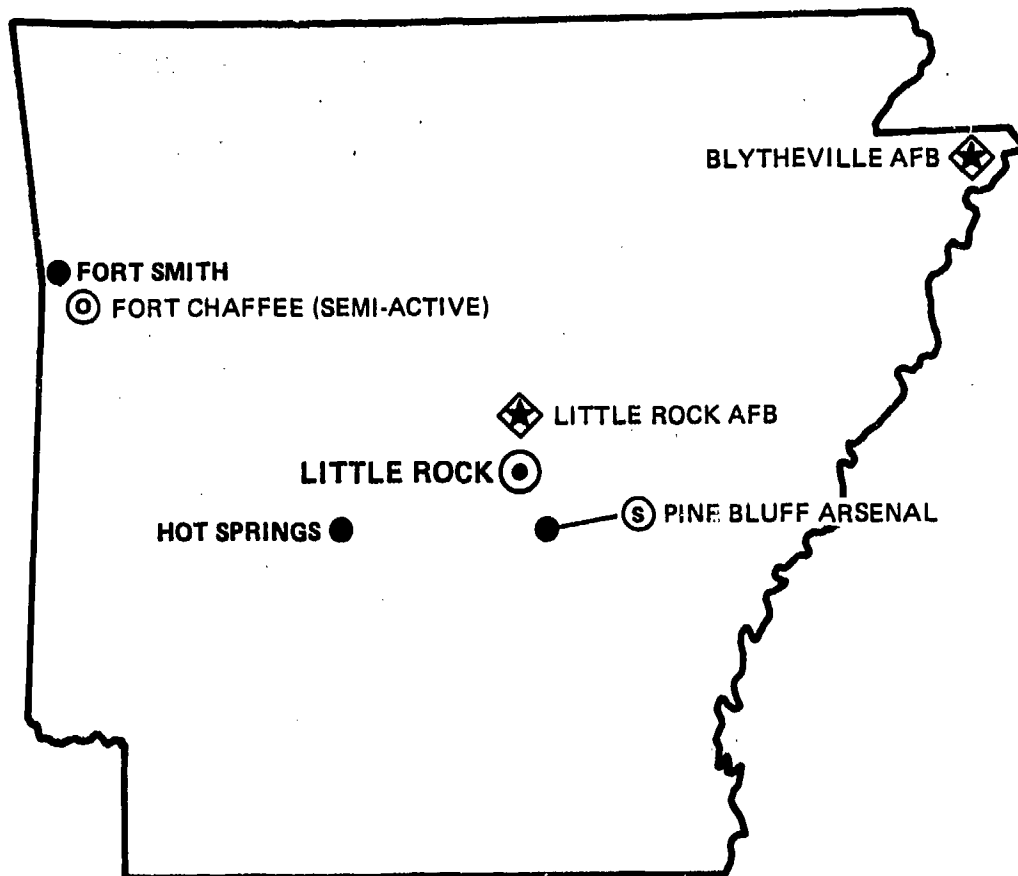 BLYTHEVILLE AFB
FORT SMITH
O FORT CHAFFEE (SEMI-ACTIVE)
LITTLE ROCK AFB
LITTLE ROCK
HOT SPRINGS
S PINE BLUFF ARSENAL